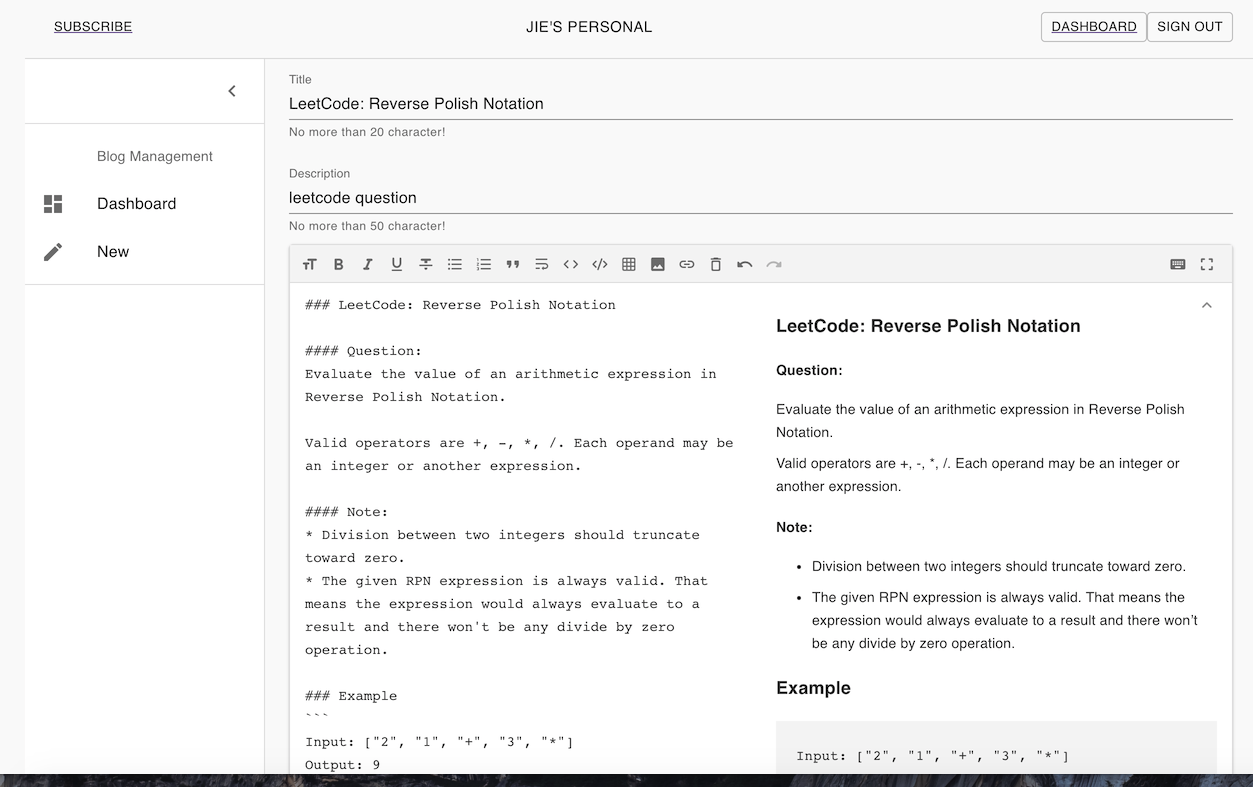 SUBSCRIBE
JIE'S PERSONAL
DASHBOARD
SIGN OUT
Blog Management
Dashboard
New
Title
LeetCode: Reverse Polish Notation
No more than 20 character!
Description
leetcode question
No more than 50 character!
### LeetCode: Reverse Polish Notation
#### Question:
Evaluate the value of an arithmetic expression in
Reverse Polish Notation.
Valid operators are +, -, *, /. Each operand may be
an integer or another expression.
#### Note:
* Division between two integers should truncate
toward zero.
* The given RPN expression is always valid. That
means the expression would always evaluate to a
result and there won't be any divide by zero
operation.
### Example
```
Input: ["2", "1", "+", "3", "*"]
Output: 9
LeetCode: Reverse Polish Notation
Question:
Evaluate the value of an arithmetic expression in Reverse Polish
Notation.
Valid operators are +, -, *, /. Each operand may be an integer or
another expression.
Note:
• Division between two integers should truncate toward zero.
• The given RPN expression is always valid. That means the
expression would always evaluate to a result and there won’t
be any divide by zero operation.
Example
Input: ["2", "1", "+", "3", "*"]